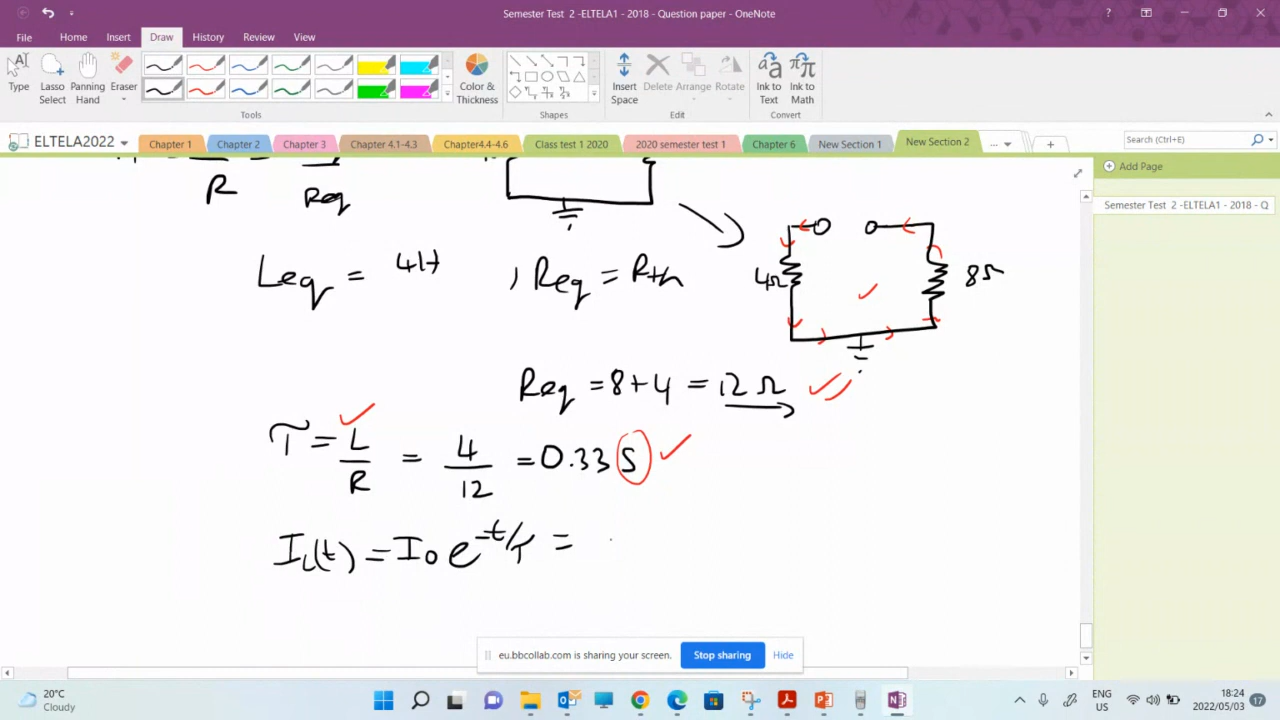 Semester Test 2 -ELTELA1 - 2018 - Question paper - OneNote
File Home Insert Draw History Review View
Type Lasso Select Panning Hand Eraser Color & Thickness Insert Space Delete Arrange Rotate Ink to Text Ink to Math
Tools Shapes Edit Convert
ELTELA2022 Chapter 1 Chapter 2 Chapter 3 Chapter 4.1-4.3 Chapter4.4-4.6 Class test 1 2020 2020 semester test 1 Chapter 6 New Section 1 New Section 2 ... + Search (Ctrl+E)
Add Page
Semester Test 2 -ELTELA1 - 2018 - Q
R Req
Leq = 4H , Req = Rth
4Ω 8Ω
Req = 8+4 = 12 Ω
τ = L/R = 4/12 = 0.33 S
IL(t) = I0 e^-t/τ =
eu.bbcollab.com is sharing your screen. Stop sharing Hide
20°C
Cloudy
ENG
US
18:24
2022/05/03
17